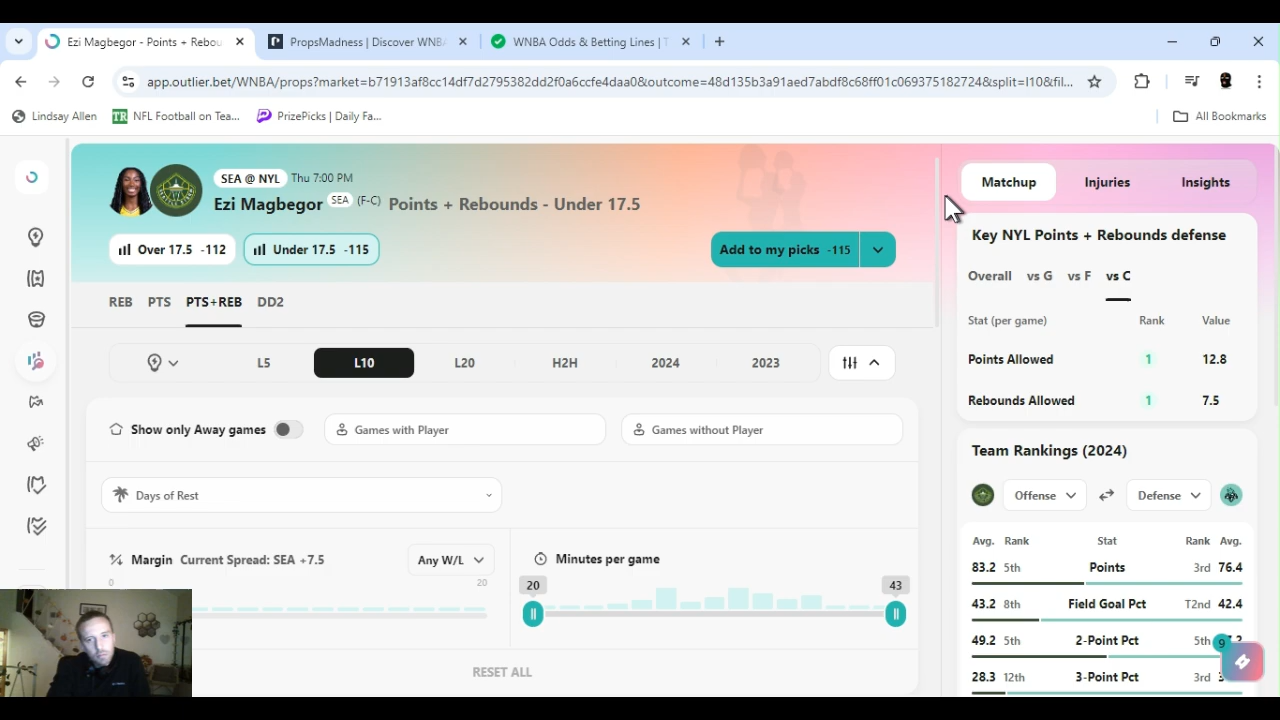 Ezi Magbegor - Points + Rebou
PropsMadness | Discover WNB
WNBA Odds & Betting Lines | T
app.outlier.bet/WNBA/props?market=b71913af8cc14df7d2795382dd2f0a6ccfe4daa0&outcome=48d135b3a91aed7abdf8c68ff01c069375182724&split=l10&fil...
Lindsay Allen
TR NFL Football on Tea...
PrizePicks | Daily Fa...
All Bookmarks
SEA @ NYL Thu 7:00 PM
Ezi Magbegor SEA (F-C) Points + Rebounds - Under 17.5
Over 17.5 -112
Under 17.5 -115
Add to my picks -115
REB PTS PTS+REB DD2
L5 L10 L20 H2H 2024 2023
Show only Away games
Games with Player
Games without Player
Days of Rest
Margin Current Spread: SEA +7.5
Any W/L
0 20
Minutes per game
20 43
RESET ALL
Matchup Injuries Insights
Key NYL Points + Rebounds defense
Overall vs G vs F vs C
Stat (per game) Rank Value
Points Allowed 1 12.8
Rebounds Allowed 1 7.5
Team Rankings (2024)
Offense Defense
Avg. Rank Stat Rank Avg.
83.2 5th Points 3rd 76.4
43.2 8th Field Goal Pct T2nd 42.4
49.2 5th 2-Point Pct 5th
9
28.3 12th 3-Point Pct 3rd